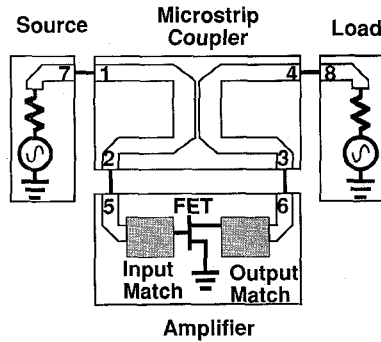 Source
Microstrip
Coupler
Load
7
1
4
8
2
3
5
6
FET
Input
Match
Output
Match
Amplifier